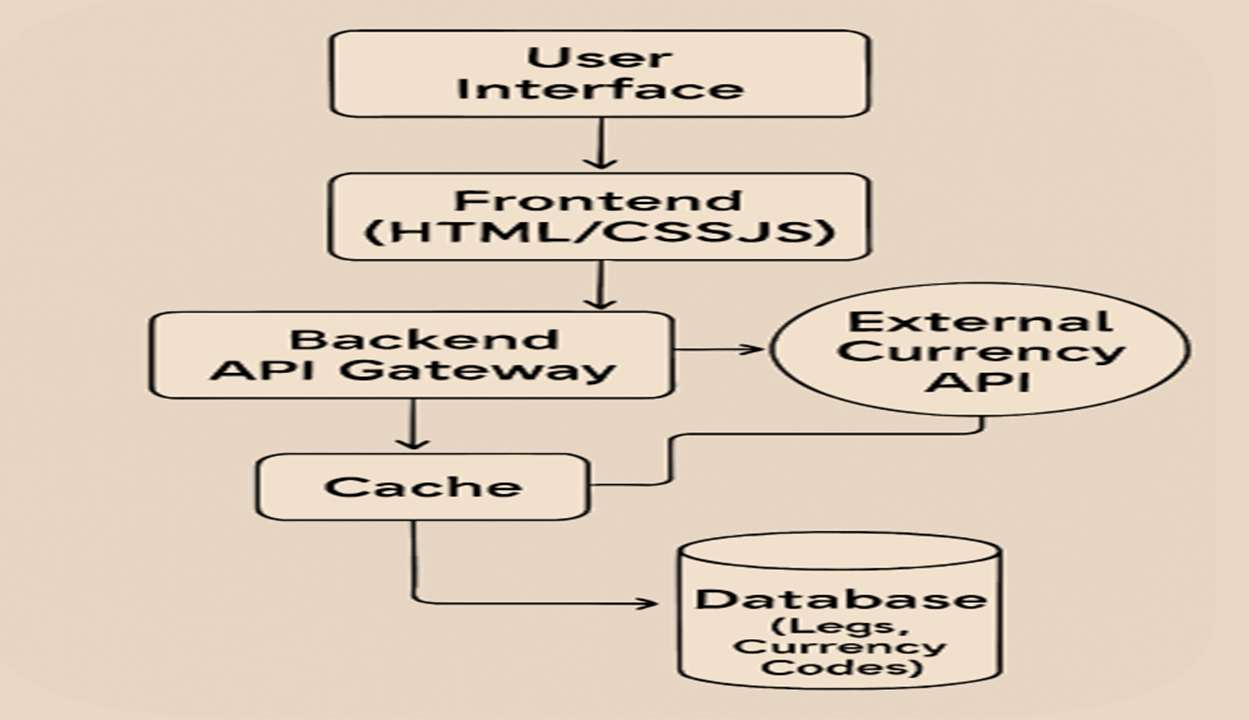 User
Interface
Frontend
(HTML/CSSJS)
Backend
API Gateway
External
Currency
API
Cache
Database
(Legs,
Currency
Codes)